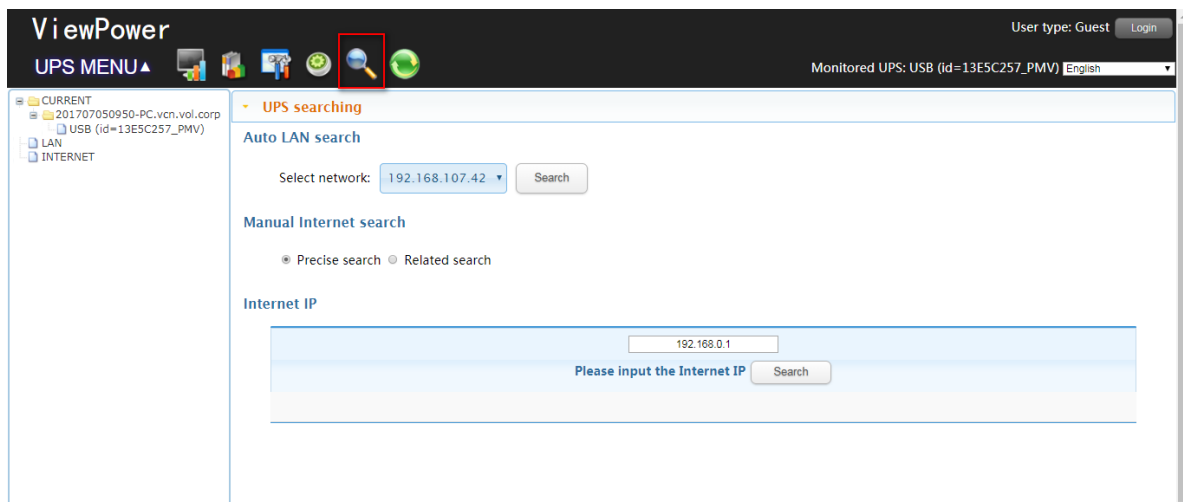 ViewPower
User type: Guest Login
UPS MENU▲
Monitored UPS: USB (id=13E5C257_PMV) English
CURRENT
201707050950-PC.vcn.vol.corp
USB (id=13E5C257_PMV)
LAN
INTERNET
UPS searching
Auto LAN search
Select network: 192.168.107.42 Search
Manual Internet search
Precise search Related search
Internet IP
192.168.0.1
Please input the Internet IP Search